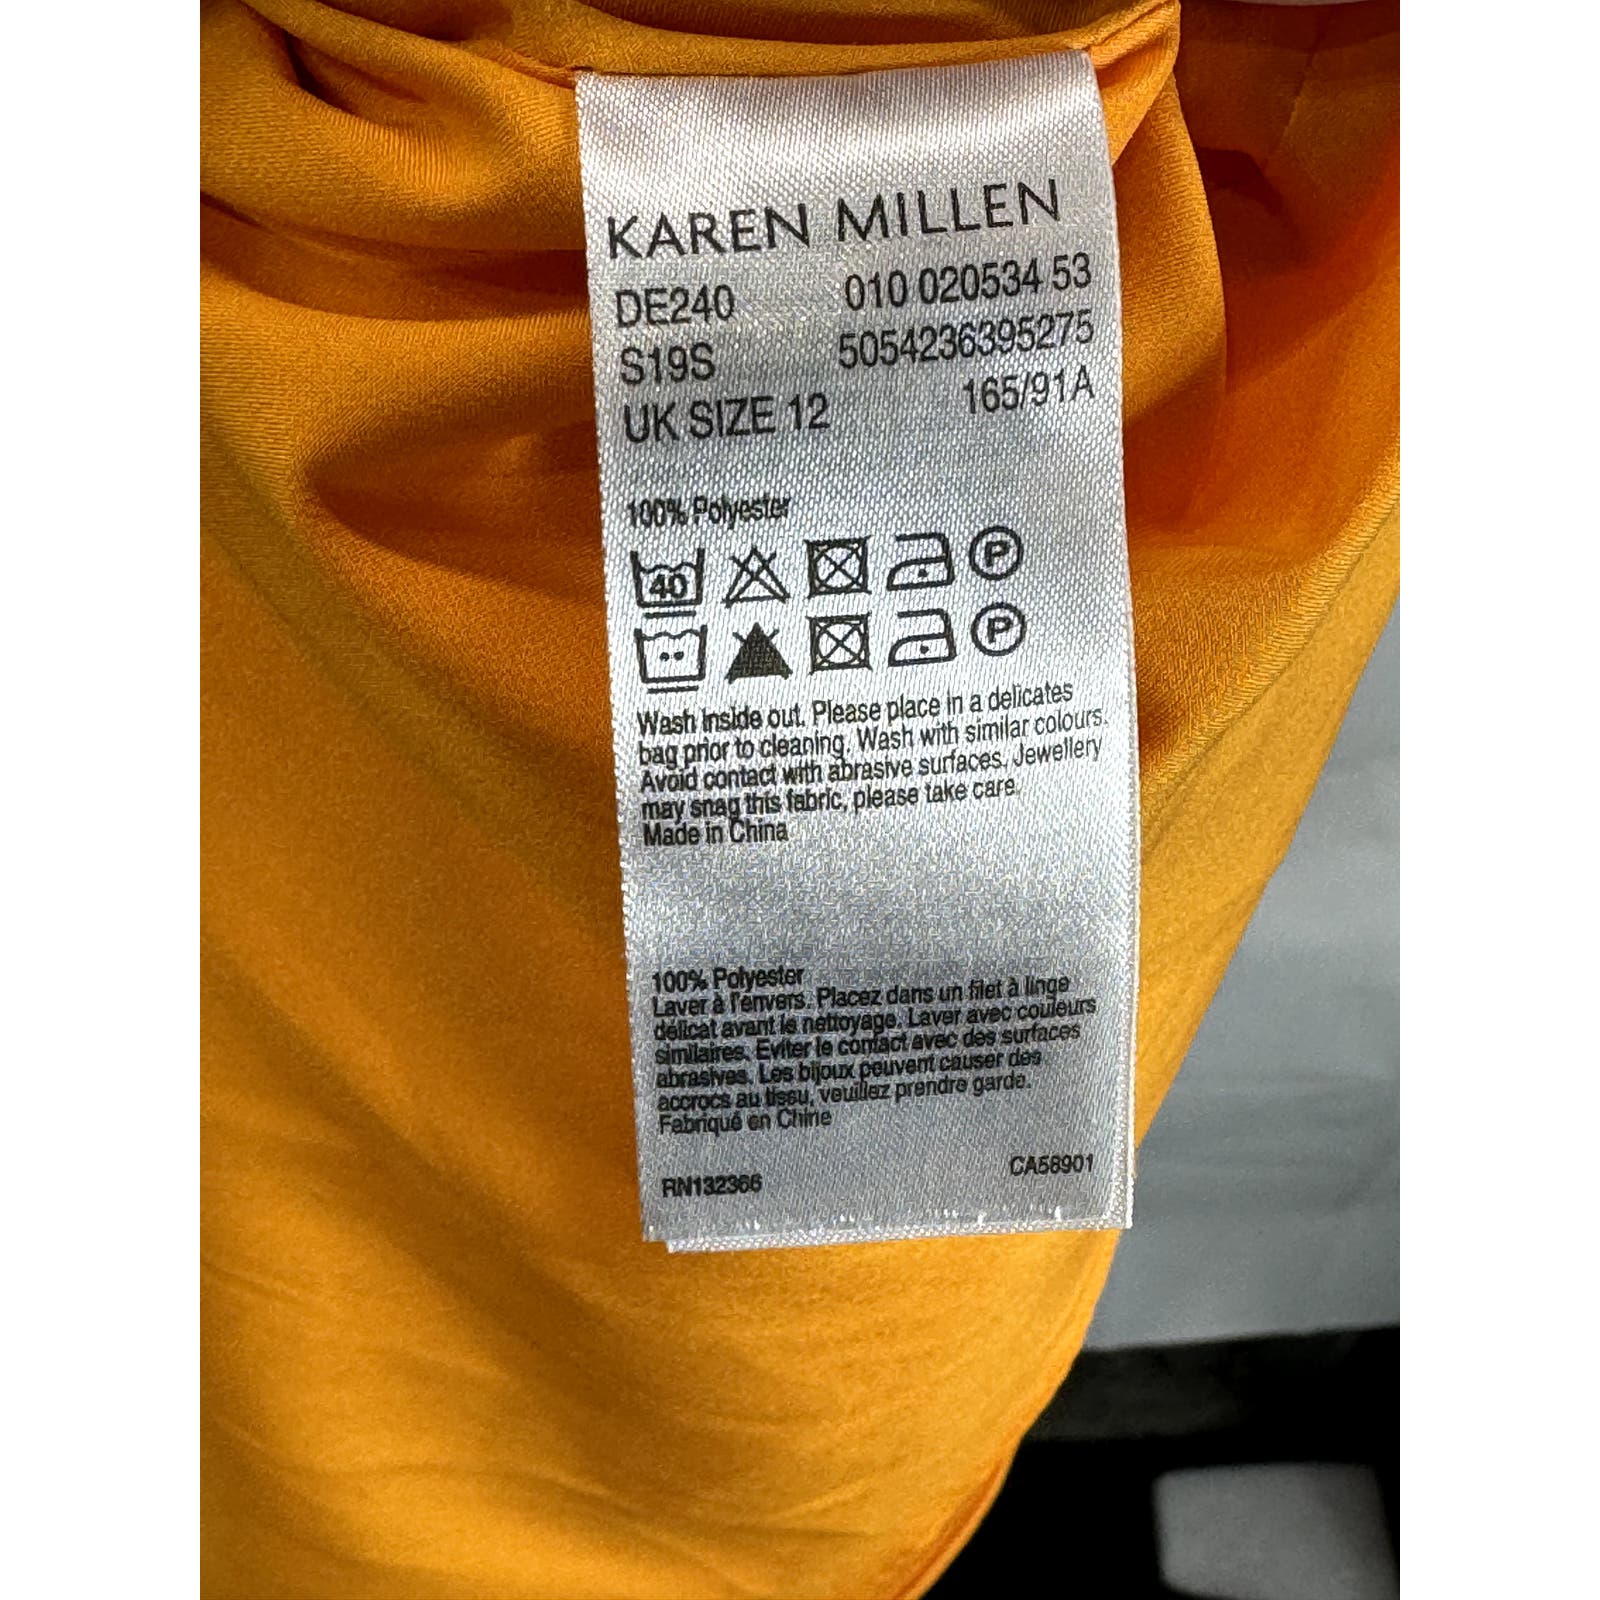 KAREN MILLEN
DE240 010 020534 53
S19S 5054236395275
UK SIZE 12 165/91A
100% Polyester
40 P
P
Wash inside out. Please place in a delicates
bag prior to cleaning. Wash with similar colours.
Avoid contact with abrasive surfaces. Jewellery
may snag this fabric, please take care.
Made in China
100% Polyester
Laver à l'envers. Placez dans un filet à linge
délicat avant le nettoyage. Laver avec couleurs
similaires. Eviter le contact avec des surfaces
abrasives. Les bijoux peuvent causer des
accrocs au tissu, veuillez prendre garde.
Fabriqué en Chine
RN132366 CA58901